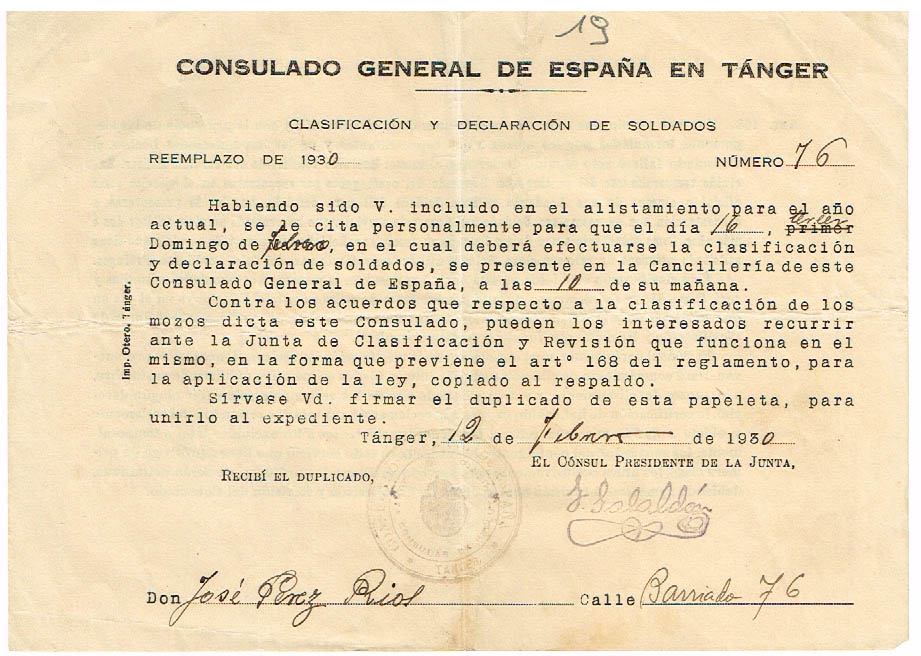 19
CONSULADO GENERAL DE ESPAÑA EN TÁNGER
CLASIFICACIÓN Y DECLARACIÓN DE SOLDADOS
REEMPLAZO DE 1930 NÚMERO 76
Habiendo sido V. incluido en el alistamiento para el año
actual, se le cita personalmente para que el día 16, primer tercer
Domingo de febrero, en el cual deberá efectuarse la clasificación
y declaración de soldados, se presente en la Cancillería de este
Consulado General de España, a las 10 de su mañana.
Contra los acuerdos que respecto a la clasificación de los
mozos dicta este Consulado, pueden los interesados recurrir
ante la Junta de Clasificación y Revisión que funciona en el
mismo, en la forma que previene el artº 168 del reglamento, para
la aplicación de la ley, copiado al respaldo.
Sírvase Vd. firmar el duplicado de esta papeleta, para
unirlo al expediente.
Tánger, 12 de Febrero de 1930
RECIBÍ EL DUPLICADO,
EL CÓNSUL PRESIDENTE DE LA JUNTA,
TANGER
Don José Pérez Rios Calle Barriada 76
Imp. Otero, Tánger.